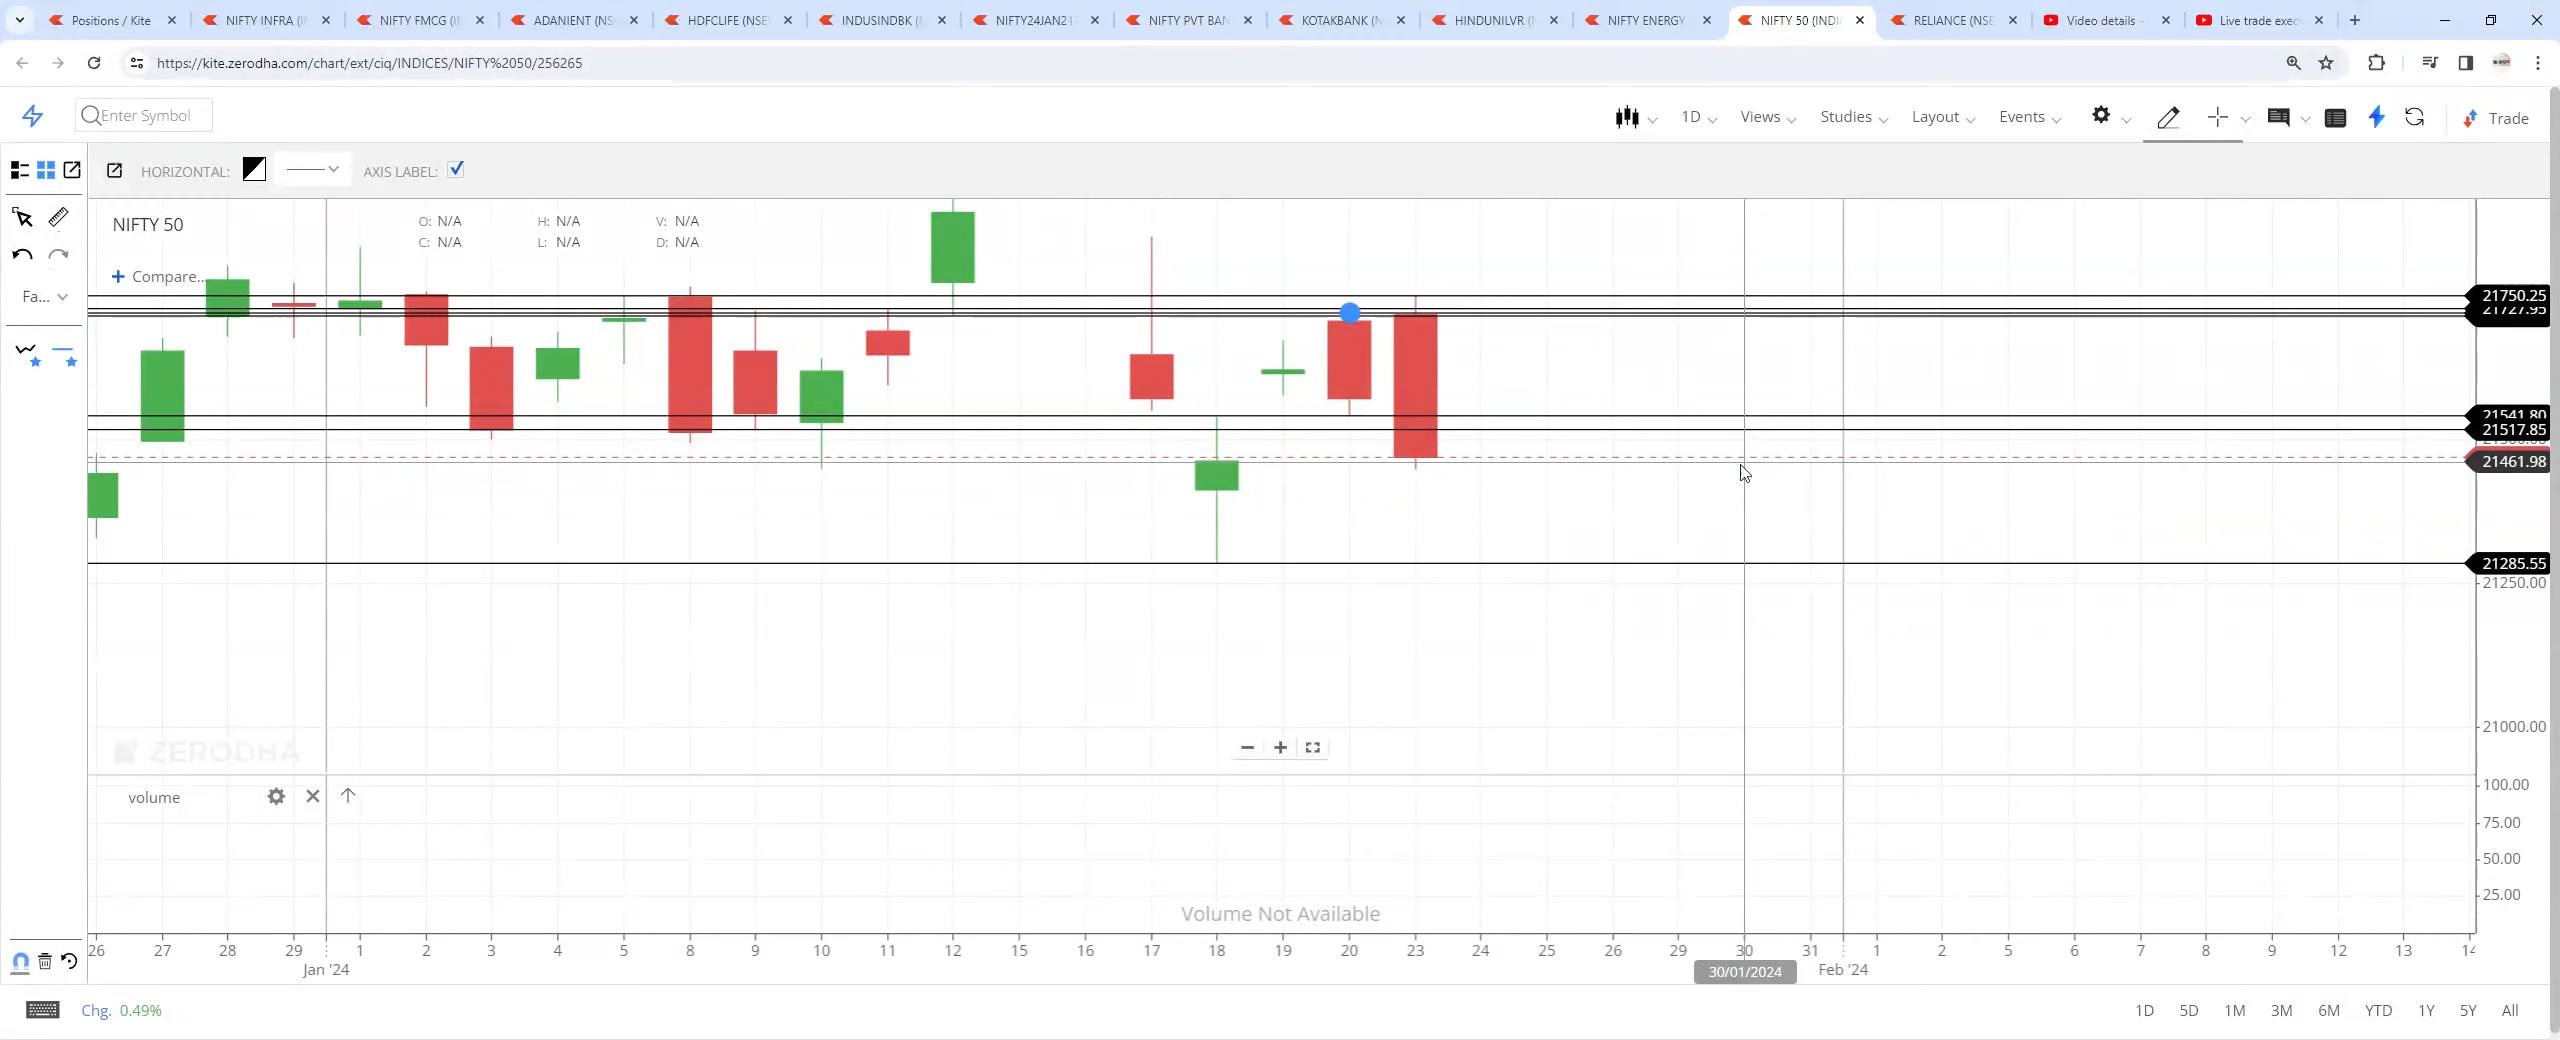 Positions / Kite
NIFTY INFRA (I
NIFTY FMCG (I
ADANIENT (NS
HDFCLIFE (NSE
INDUSINDBK (
NIFTY24JAN21
NIFTY PVT BAN
KOTAKBANK (N
HINDUNILVR (
NIFTY ENERGY
NIFTY 50 (INDI
RELIANCE (NSE
Video details -
Live trade exec
https://kite.zerodha.com/chart/ext/ciq/INDICES/NIFTY%2050/256265
Enter Symbol
1D
Views
Studies
Layout
Events
Trade
HORIZONTAL:
AXIS LABEL:
NIFTY 50
O: N/A
H: N/A
V: N/A
C: N/A
L: N/A
D: N/A
Compare...
Fa...
21750.25
21727.95
21541.80
21517.85
21461.98
21285.55
21250.00
21000.00
ZERODHA
volume
100.00
75.00
50.00
25.00
Volume Not Available
26 27 28 29 1 2 3 4 5 8 9 10 11 12 15 16 17 18 19 20 23 24 25 26 29 30 31 1 2 5 6 7 8 9 12 13 14
Jan '24
30/01/2024
Feb '24
Chg. 0.49%
1D 5D 1M 3M 6M YTD 1Y 5Y All